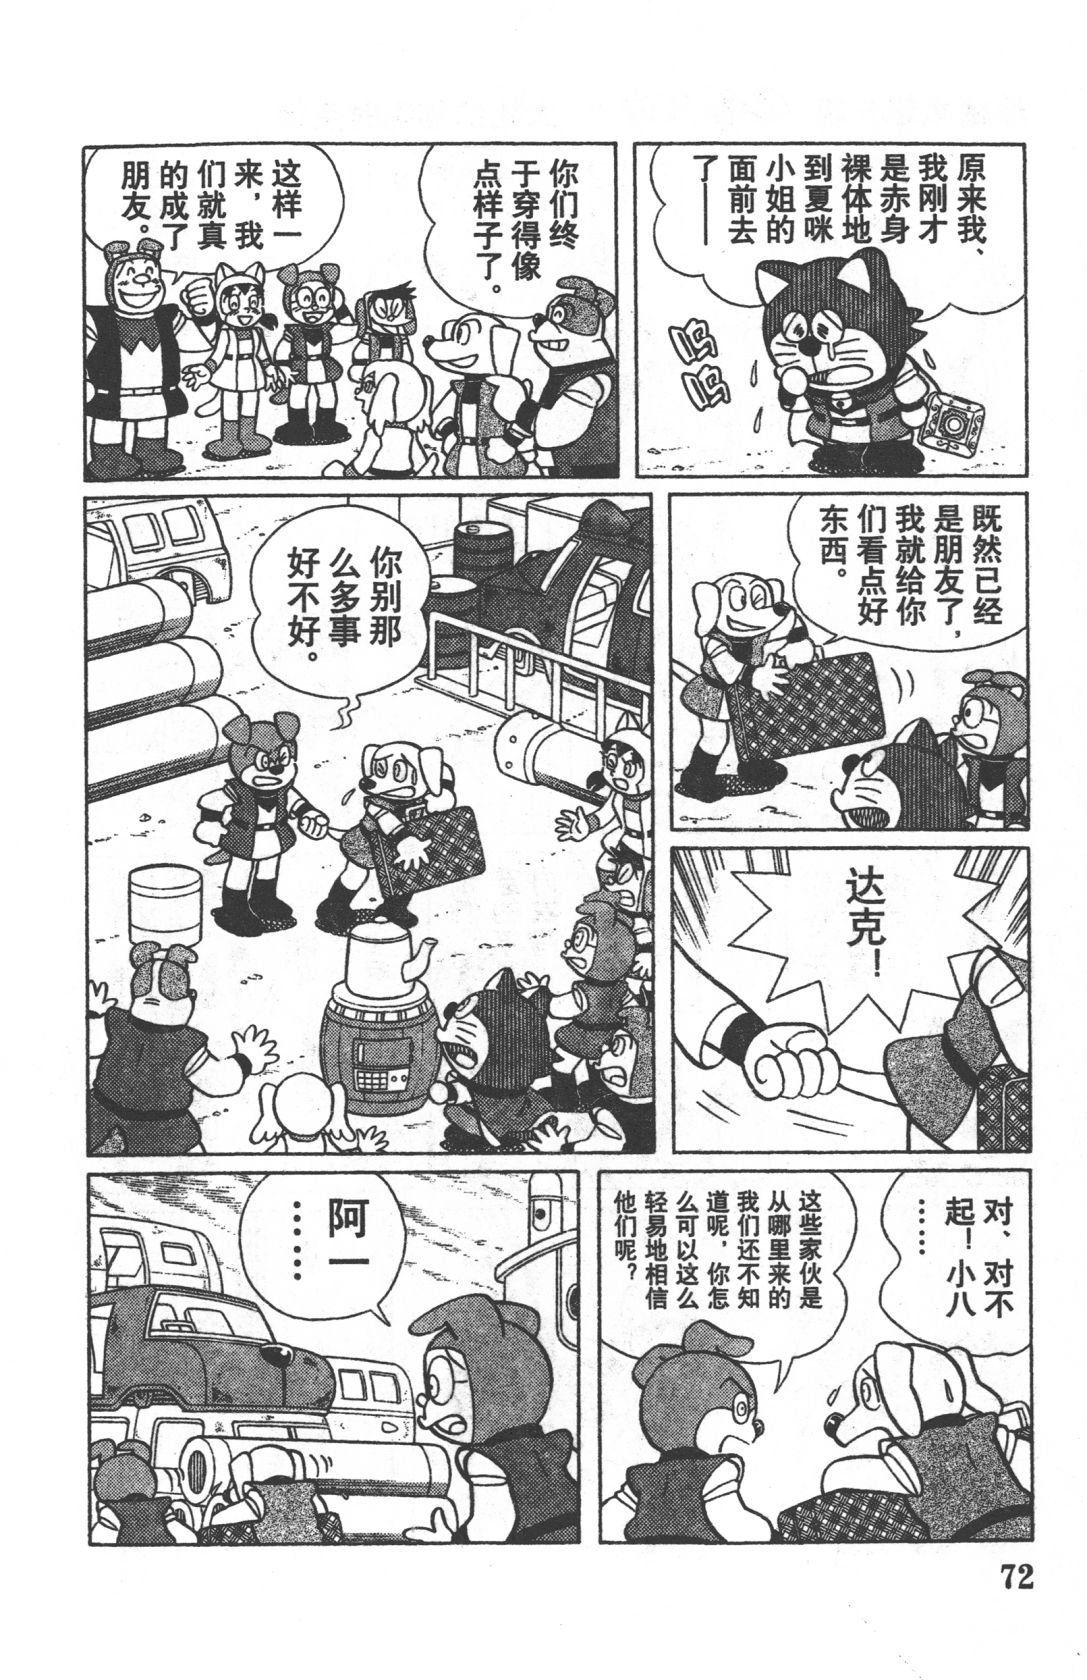 原来我、
我刚才
是赤身
裸体地
到夏咪
小姐的
面前去
了——
呜
呜
你们终
于穿得像
点样子了。
这样一
来，我
们就真
的成了
朋友。
既然已经
是朋友了，
我就给你
们看点好
东西。
你别那
么多事
好不好。
达克！
对、对不
起！小八
……
这些家伙是
从哪里来的
我们还不知
道呢，你怎
么可以这么
轻易地相信
他们呢？
阿一
……
72